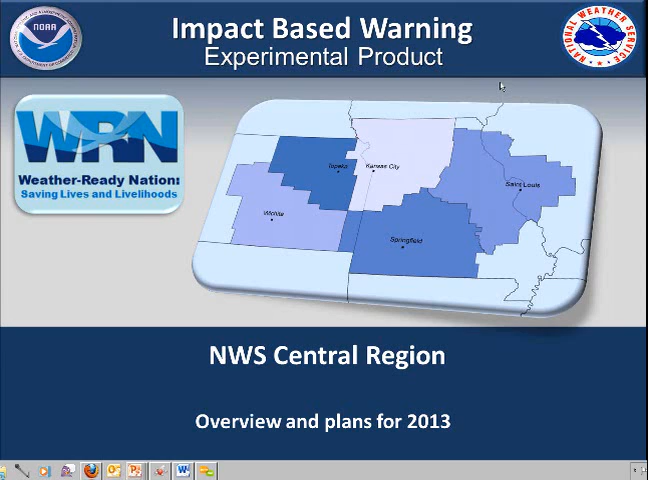 Impact Based Warning
Experimental Product
NOAA
NATIONAL WEATHER SERVICE
WRN
Weather-Ready Nation:
Saving Lives and Livelihoods
Topeka
Kansas City
Saint Louis
Wichita
Springfield
NWS Central Region
Overview and plans for 2013